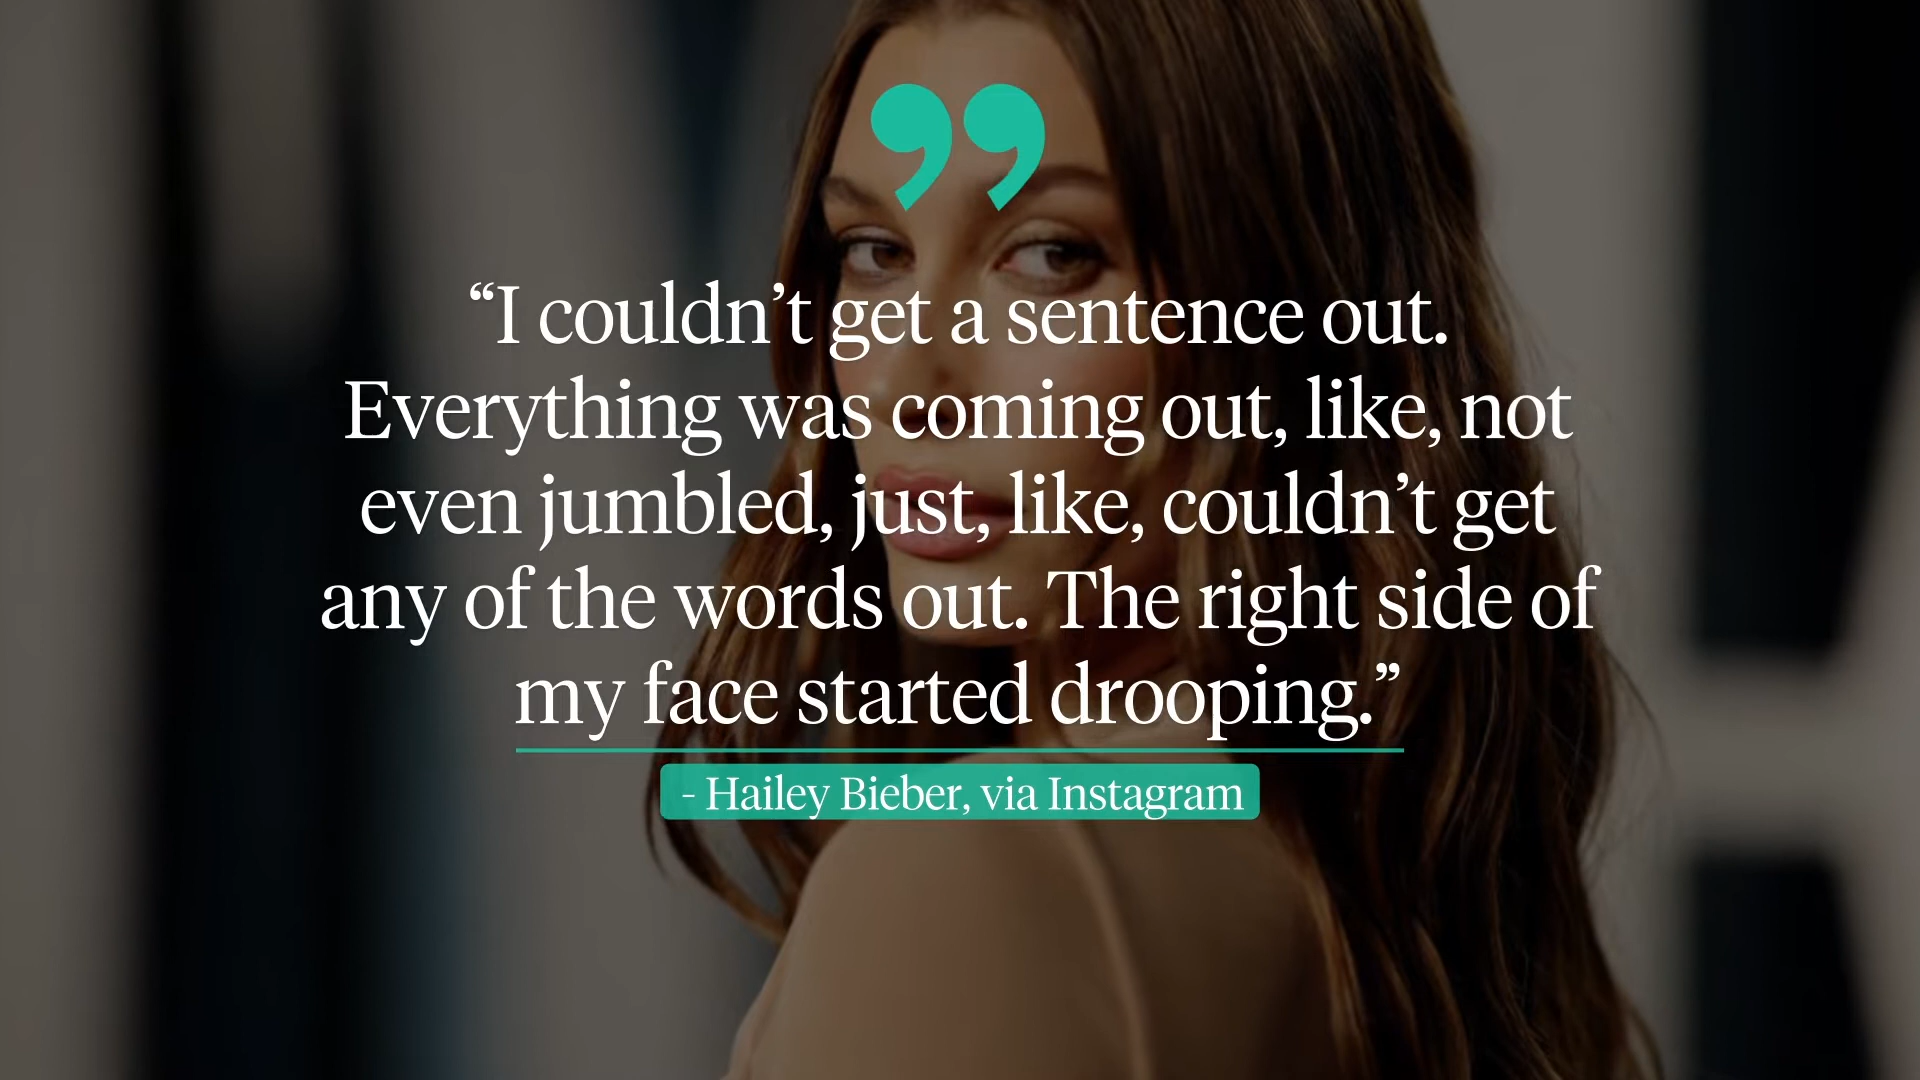 “I couldn’t get a sentence out.
Everything was coming out, like, not
even jumbled, just, like, couldn’t get
any of the words out. The right side of
my face started drooping.”
- Hailey Bieber, via Instagram